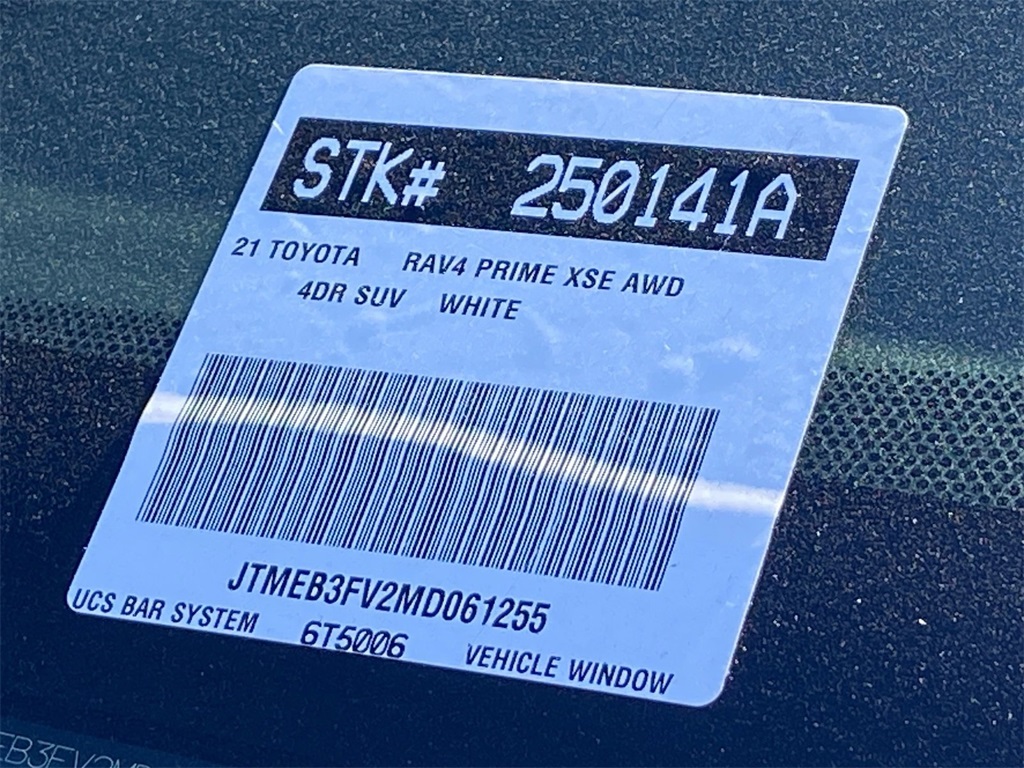 STK# 250141A
21 TOYOTA RAV4 PRIME XSE AWD
4DR SUV WHITE
JTMEB3FV2MD061255
UCS BAR SYSTEM 6T5006 VEHICLE WINDOW